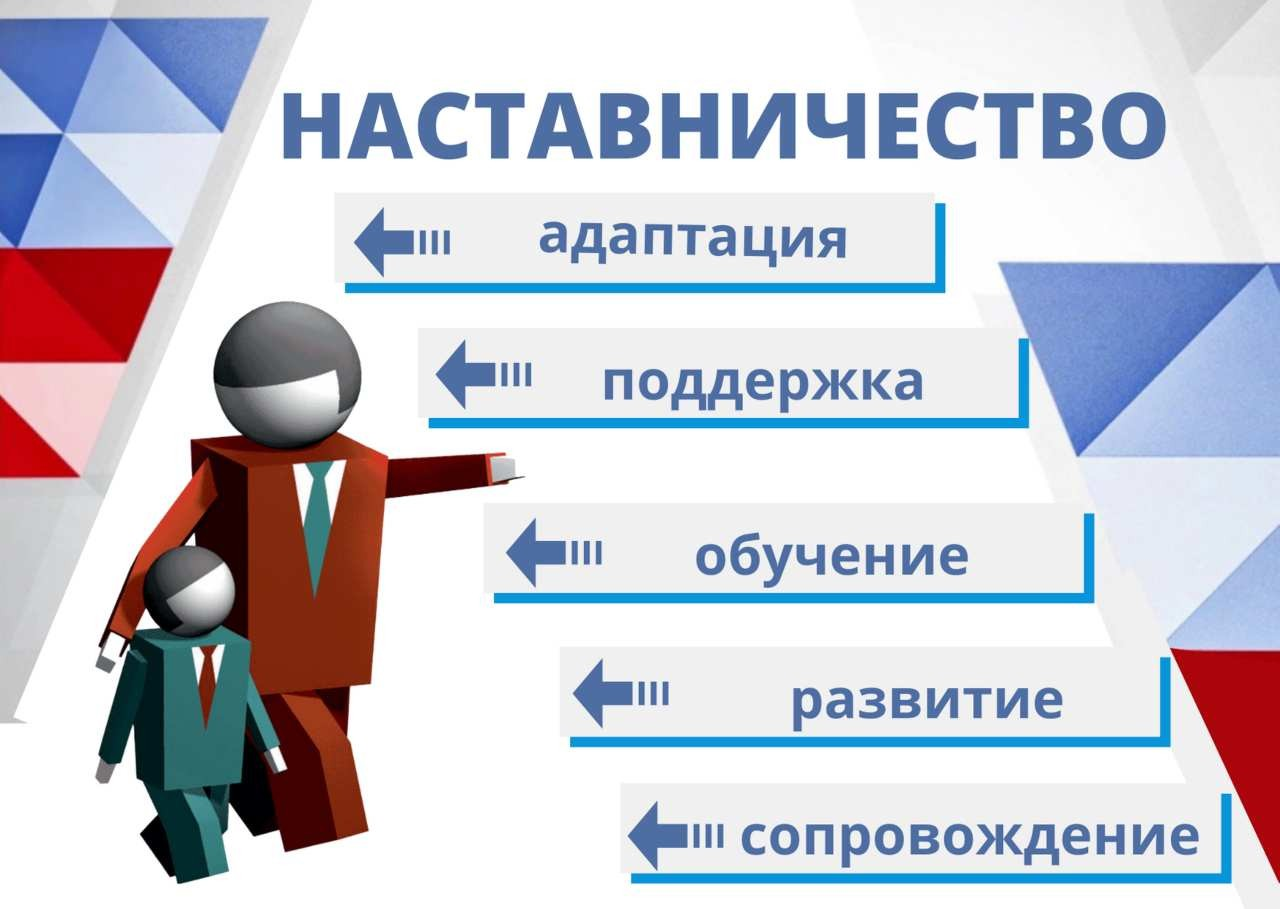 НАСТАВНИЧЕСТВО
адаптация
поддержка
обучение
развитие
сопровождение